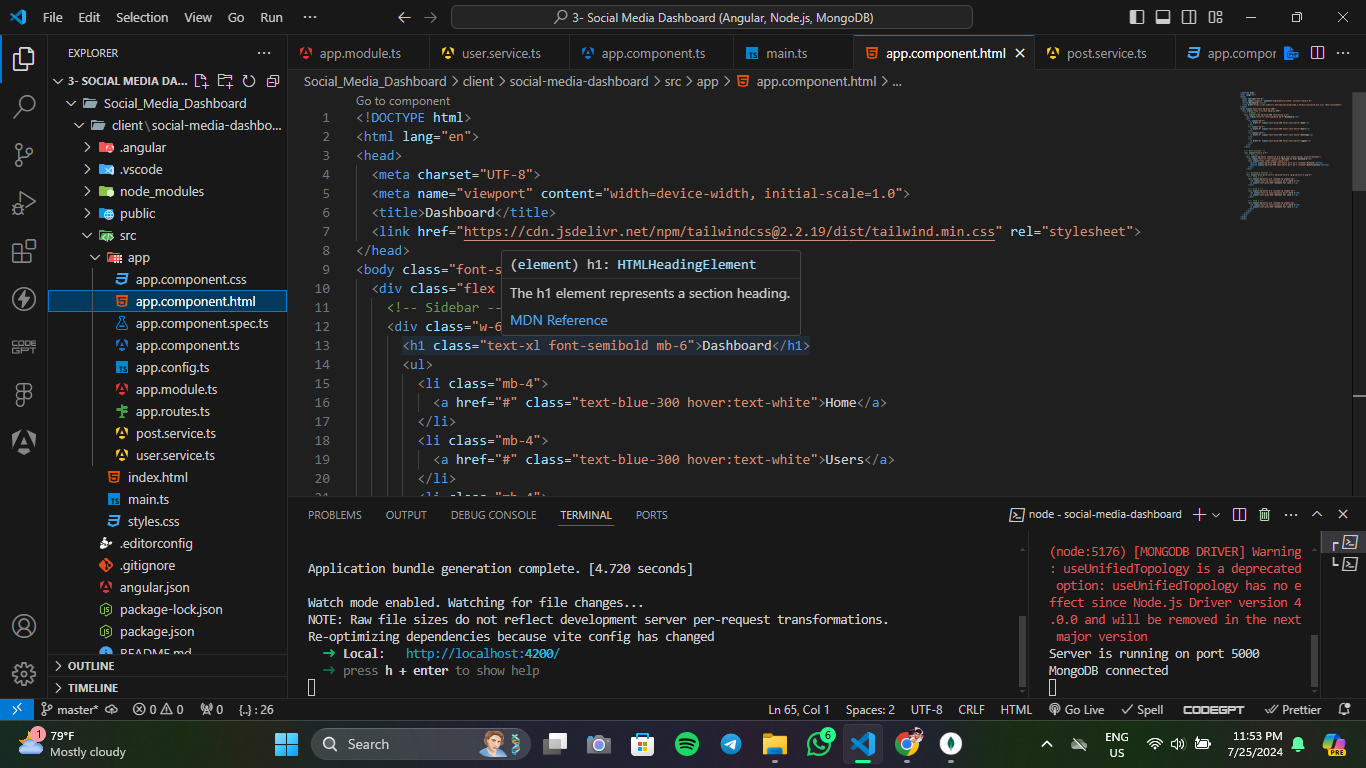 File Edit Selection View Go Run ··· 3- Social Media Dashboard (Angular, Node.js, MongoDB)
EXPLORER
3- SOCIAL MEDIA DA...
Social_Media_Dashboard
client\social-media-dashbo...
.angular
.vscode
node_modules
public
src
app
app.component.css
app.component.html
app.component.spec.ts
app.component.ts
app.config.ts
app.module.ts
app.routes.ts
post.service.ts
user.service.ts
index.html
main.ts
styles.css
.editorconfig
.gitignore
angular.json
package-lock.json
package.json
README.md
OUTLINE
TIMELINE
CODE
GPT
app.module.ts user.service.ts app.component.ts main.ts app.component.html post.service.ts app.compor
Social_Media_Dashboard > client > social-media-dashboard > src > app > app.component.html > ...
Go to component
1 <!DOCTYPE html>
2 <html lang="en">
3 <head>
4 <meta charset="UTF-8">
5 <meta name="viewport" content="width=device-width, initial-scale=1.0">
6 <title>Dashboard</title>
7 <link href="https://cdn.jsdelivr.net/npm/tailwindcss@2.2.19/dist/tailwind.min.css" rel="stylesheet">
8 </head>
9 <body class="font-s
10 <div class="flex
11 <!-- Sidebar --
12 <div class="w-6
(element) h1: HTMLHeadingElement
The h1 element represents a section heading.
MDN Reference
13 <h1 class="text-xl font-semibold mb-6">Dashboard</h1>
14 <ul>
15 <li class="mb-4">
16 <a href="#" class="text-blue-300 hover:text-white">Home</a>
17 </li>
18 <li class="mb-4">
19 <a href="#" class="text-blue-300 hover:text-white">Users</a>
20 </li>
21 <li class="mb-4">
PROBLEMS OUTPUT DEBUG CONSOLE TERMINAL PORTS node - social-media-dashboard
Application bundle generation complete. [4.720 seconds]
Watch mode enabled. Watching for file changes...
NOTE: Raw file sizes do not reflect development server per-request transformations.
Re-optimizing dependencies because vite config has changed
➜ Local: http://localhost:4200/
➜ press h + enter to show help
(node:5176) [MONGODB DRIVER] Warning
: useUnifiedTopology is a deprecated
option: useUnifiedTopology has no e
ffect since Node.js Driver version 4
.0.0 and will be removed in the next
major version
Server is running on port 5000
MongoDB connected
master* 0 0 0 {..} : 26 Ln 65, Col 1 Spaces: 2 UTF-8 CRLF HTML Go Live Spell CODEGPT Prettier
1
79°F
Mostly cloudy
Search
6
ENG
US
11:53 PM
7/25/2024
PRE